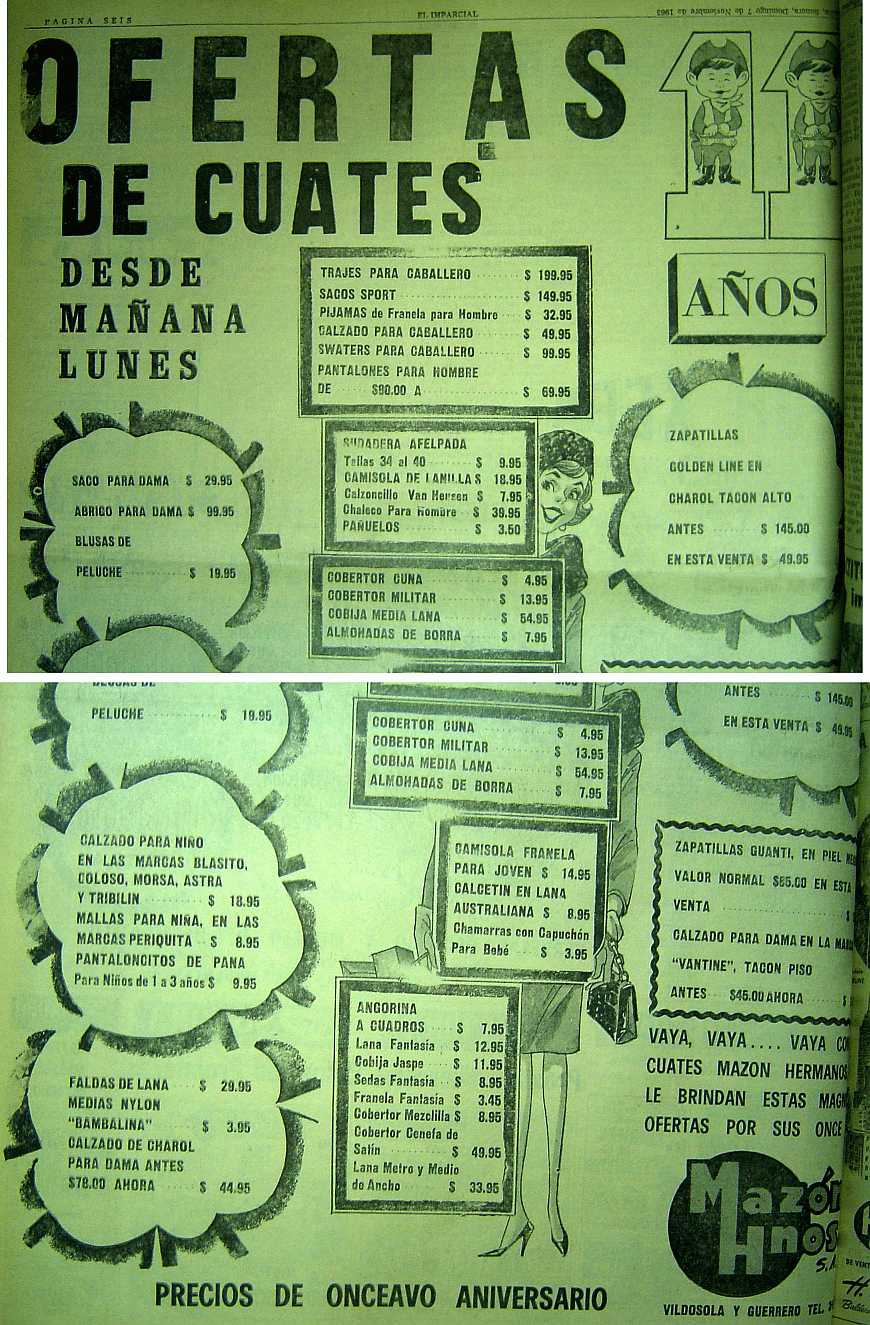 PAGINA SEIS
EL IMPARCIAL
Sonora, Domingo 7 de Noviembre de 1965
OFERTAS
DE CUATES
DESDE
MAÑANA
LUNES
11
AÑOS
TRAJES PARA CABALLERO $ 199.95
SACOS SPORT $ 149.95
PIJAMAS de Franela para Hombre $ 32.95
CALZADO PARA CABALLERO $ 49.95
SWATERS PARA CABALLERO $ 99.95
PANTALONES PARA HOMBRE
DE $90.00 A $ 69.95
SACO PARA DAMA $ 29.95
ABRIGO PARA DAMA $ 99.95
BLUSAS DE
PELUCHE $ 19.95
SUDADERA AFELPADA
Tallas 34 al 40 $ 9.95
CAMISOLA DE LANILLA $ 18.95
Calzoncillo Van Heusen $ 7.95
Chaleco Para Hombre $ 39.95
PAÑUELOS $ 3.50
ZAPATILLAS
GOLDEN LINE EN
CHAROL TACON ALTO
ANTES $ 145.00
EN ESTA VENTA $ 49.95
COBERTOR CUNA $ 4.95
COBERTOR MILITAR $ 13.95
COBIJA MEDIA LANA $ 54.95
ALMOHADAS DE BORRA $ 7.95
BLUSAS DE
PELUCHE $ 19.95
COBERTOR CUNA $ 4.95
COBERTOR MILITAR $ 13.95
COBIJA MEDIA LANA $ 54.95
ALMOHADAS DE BORRA $ 7.95
ANTES $ 145.00
EN ESTA VENTA $ 49.95
CALZADO PARA NIÑO
EN LAS MARCAS BLASITO,
COLOSO, MORSA, ASTRA
Y TRIBILIN $ 18.95
MALLAS PARA NIÑA, EN LAS
MARCAS PERIQUITA $ 8.95
PANTALONCITOS DE PANA
Para Niños de 1 a 3 años $ 9.95
CAMISOLA FRANELA
PARA JOVEN $ 14.95
CALCETIN EN LANA
AUSTRALIANA $ 8.95
Chamarras con Capuchón
Para Bebé $ 3.95
ZAPATILLAS GUANTI, EN PIEL
VALOR NORMAL $65.00 EN ESTA
VENTA $
CALZADO PARA DAMA EN LA
"VANTINE", TACON PISO
ANTES $45.00 AHORA $
ANGORINA
A CUADROS $ 7.95
Lana Fantasía $ 12.95
Cobija Jaspe $ 11.95
Sedas Fantasía $ 8.95
Franela Fantasía $ 3.45
Cobertor Mezclilla $ 8.95
Cobertor Cenefa de
Satín $ 49.95
Lana Metro y Medio
de Ancho $ 33.95
FALDAS DE LANA $ 29.95
MEDIAS NYLON
"BAMBALINA" $ 3.95
CALZADO DE CHAROL
PARA DAMA ANTES
$78.00 AHORA $ 44.95
VAYA, VAYA.... VAYA
CUATES MAZON HERMANOS
LE BRINDAN ESTAS
OFERTAS POR SUS ONCE
Mazón
Hnos
S.A.
PRECIOS DE ONCEAVO ANIVERSARIO
VILDOSOLA Y GUERRERO TEL.